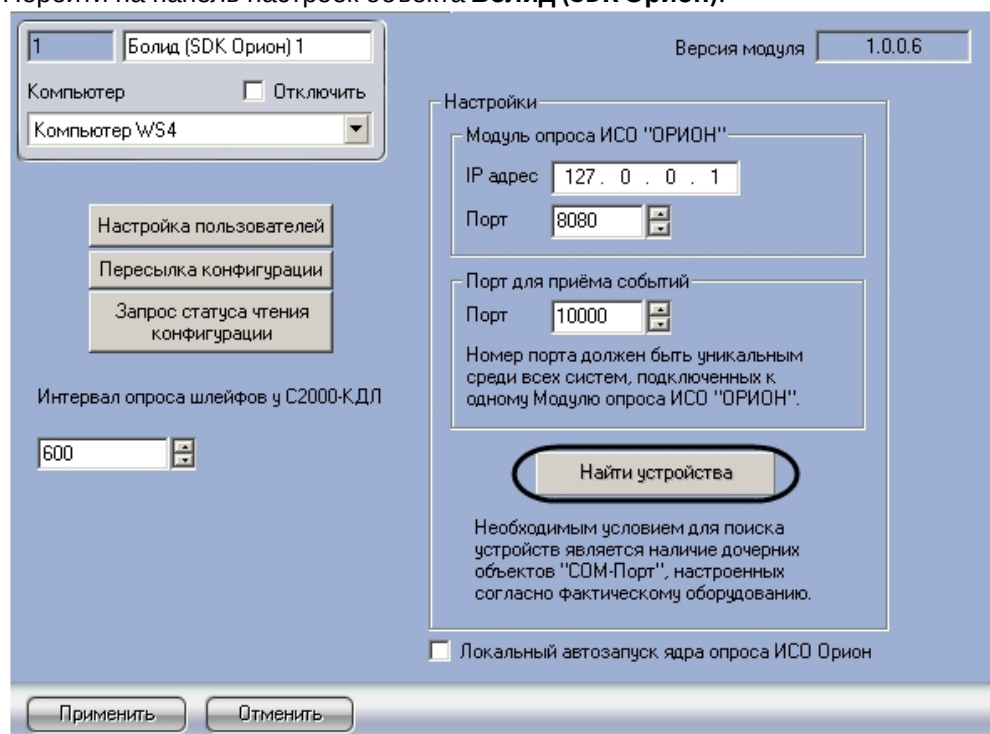 Перейти на панель настроек объекта Болид (SDK Орион).
1
Болид (SDK Орион) 1
Компьютер
Отключить
Компьютер WS4
Настройка пользователей
Пересылка конфигурации
Запрос статуса чтения
конфигурации
Интервал опроса шлейфов у С2000-КДЛ
600
Версия модуля
1.0.0.6
Настройки
Модуль опроса ИСО "ОРИОН"
IP адрес
127 . 0 . 0 . 1
Порт
8080
Порт для приёма событий
Порт
10000
Номер порта должен быть уникальным
среди всех систем, подключенных к
одному Модулю опроса ИСО "ОРИОН".
Найти устройства
Необходимым условием для поиска
устройств является наличие дочерних
объектов "COM-Порт", настроенных
согласно фактическому оборудованию.
Локальный автозапуск ядра опроса ИСО Орион
Применить
Отменить